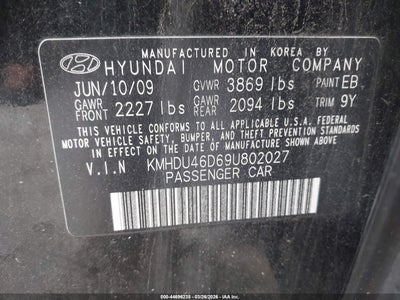 MANUFACTURED IN KOREA BY
HYUNDAI MOTOR COMPANY
JUN/10/09 GVWR 3869 lbs PAINT EB
GAWR FRONT 2227 lbs GAWR REAR 2094 lbs TRIM 9Y
THIS VEHICLE CONFORMS TO ALL APPLICABLE U.S.A FEDERAL
MOTOR VEHICLE SAFETY, BUMPER, AND THEFT PREVENTION
STANDARDS IN EFFECT ON THE DATE OF MANUFACTURE SHOWN ABOVE.
V.I.N KMHDU46D69U802027
PASSENGER CAR
© 000-44696238 - 03/26/2026 - IAA Inc.